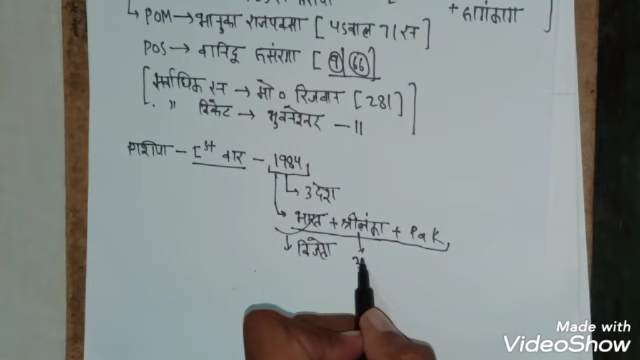 + लगाकागा ]
POM → भानुका राजपक्सा [ 45 बाल 71 रन ]
POS → वानिंदु हसरंगा [ 9 66 ]
[ सर्वाधिक रन → मो० रिजवान [ 281 ]
" विकेट → भुवनेश्वर - 11
एशिया - 1st बार - 1984
→ 3 देश
→ भारत + श्रीलंका + Pak
↓ विजेता
Made with
VideoShow